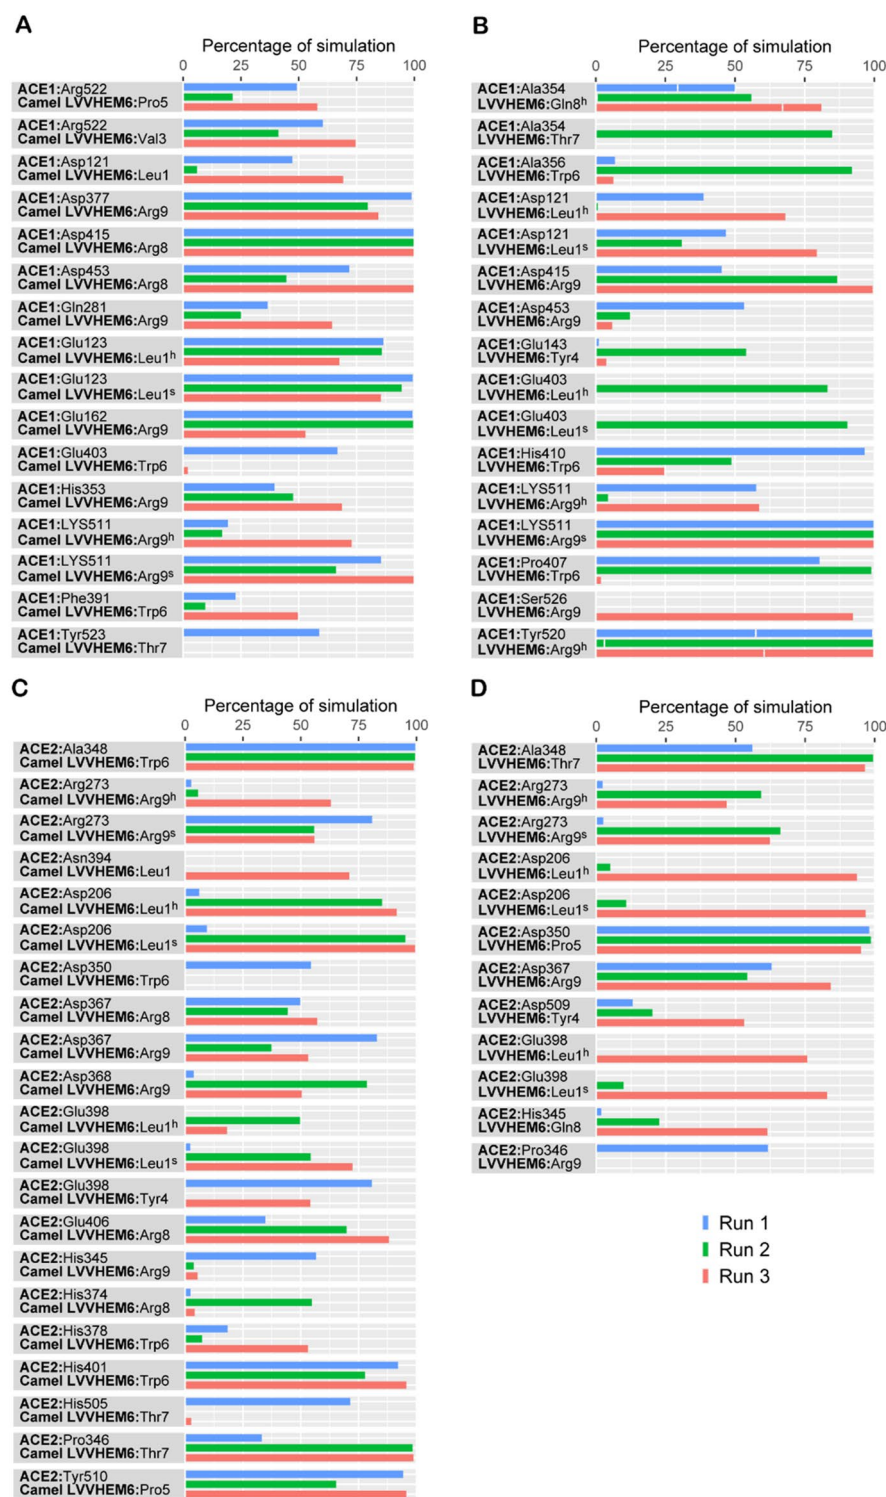 A
Percentage of simulation
0 25 50 75 100
ACE1:Arg522
Camel LVVHEM6:Pro5
ACE1:Arg522
Camel LVVHEM6:Val3
ACE1:Asp121
Camel LVVHEM6:Leu1
ACE1:Asp377
Camel LVVHEM6:Arg9
ACE1:Asp415
Camel LVVHEM6:Arg8
ACE1:Asp453
Camel LVVHEM6:Arg8
ACE1:Gln281
Camel LVVHEM6:Arg9
ACE1:Glu123
Camel LVVHEM6:Leu1h
ACE1:Glu123
Camel LVVHEM6:Leu1s
ACE1:Glu162
Camel LVVHEM6:Arg9
ACE1:Glu403
Camel LVVHEM6:Trp6
ACE1:His353
Camel LVVHEM6:Arg9
ACE1:LYS511
Camel LVVHEM6:Arg9h
ACE1:LYS511
Camel LVVHEM6:Arg9s
ACE1:Phe391
Camel LVVHEM6:Trp6
ACE1:Tyr523
Camel LVVHEM6:Thr7
B
Percentage of simulation
0 25 50 75 100
ACE1:Ala354
LVVHEM6:Gln8h
ACE1:Ala354
LVVHEM6:Thr7
ACE1:Ala356
LVVHEM6:Trp6
ACE1:Asp121
LVVHEM6:Leu1h
ACE1:Asp121
LVVHEM6:Leu1s
ACE1:Asp415
LVVHEM6:Arg9
ACE1:Asp453
LVVHEM6:Arg9
ACE1:Glu143
LVVHEM6:Tyr4
ACE1:Glu403
LVVHEM6:Leu1h
ACE1:Glu403
LVVHEM6:Leu1s
ACE1:His410
LVVHEM6:Trp6
ACE1:LYS511
LVVHEM6:Arg9h
ACE1:LYS511
LVVHEM6:Arg9s
ACE1:Pro407
LVVHEM6:Trp6
ACE1:Ser526
LVVHEM6:Arg9
ACE1:Tyr520
LVVHEM6:Arg9h
C
Percentage of simulation
0 25 50 75 100
ACE2:Ala348
Camel LVVHEM6:Trp6
ACE2:Arg273
Camel LVVHEM6:Arg9h
ACE2:Arg273
Camel LVVHEM6:Arg9s
ACE2:Asn394
Camel LVVHEM6:Leu1
ACE2:Asp206
Camel LVVHEM6:Leu1h
ACE2:Asp206
Camel LVVHEM6:Leu1s
ACE2:Asp350
Camel LVVHEM6:Trp6
ACE2:Asp367
Camel LVVHEM6:Arg8
ACE2:Asp367
Camel LVVHEM6:Arg9
ACE2:Asp368
Camel LVVHEM6:Arg9
ACE2:Glu398
Camel LVVHEM6:Leu1h
ACE2:Glu398
Camel LVVHEM6:Leu1s
ACE2:Glu398
Camel LVVHEM6:Tyr4
ACE2:Glu406
Camel LVVHEM6:Arg8
ACE2:His345
Camel LVVHEM6:Arg9
ACE2:His374
Camel LVVHEM6:Arg8
ACE2:His378
Camel LVVHEM6:Trp6
ACE2:His401
Camel LVVHEM6:Trp6
ACE2:His505
Camel LVVHEM6:Thr7
ACE2:Pro346
Camel LVVHEM6:Thr7
ACE2:Tyr510
Camel LVVHEM6:Pro5
D
Percentage of simulation
0 25 50 75 100
ACE2:Ala348
LVVHEM6:Thr7
ACE2:Arg273
LVVHEM6:Arg9h
ACE2:Arg273
LVVHEM6:Arg9s
ACE2:Asp206
LVVHEM6:Leu1h
ACE2:Asp206
LVVHEM6:Leu1s
ACE2:Asp350
LVVHEM6:Pro5
ACE2:Asp367
LVVHEM6:Arg9
ACE2:Asp509
LVVHEM6:Tyr4
ACE2:Glu398
LVVHEM6:Leu1h
ACE2:Glu398
LVVHEM6:Leu1s
ACE2:His345
LVVHEM6:Gln8
ACE2:Pro346
LVVHEM6:Arg9
Run 1
Run 2
Run 3